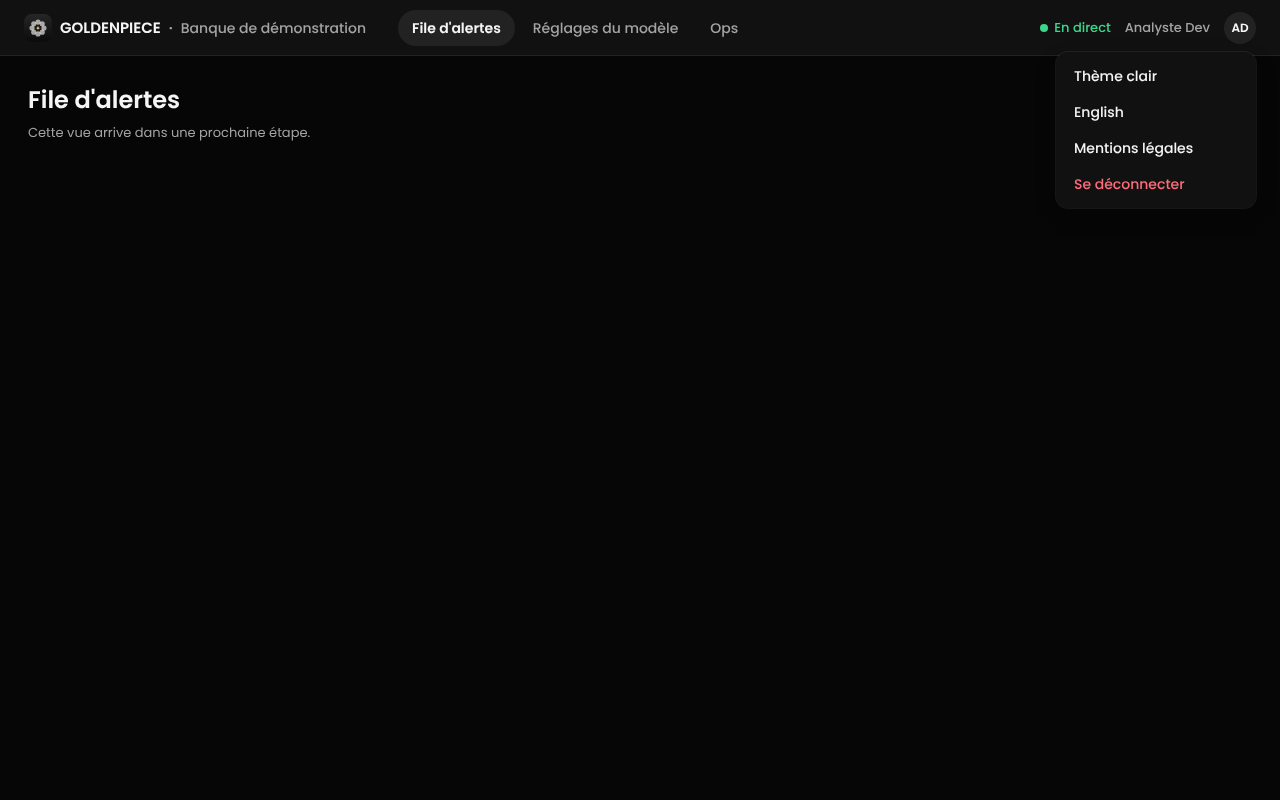 GOLDENPIECE · Banque de démonstration File d'alertes Réglages du modèle Ops En direct Analyste Dev AD
Thème clair
English
Mentions légales
Se déconnecter
File d'alertes
Cette vue arrive dans une prochaine étape.